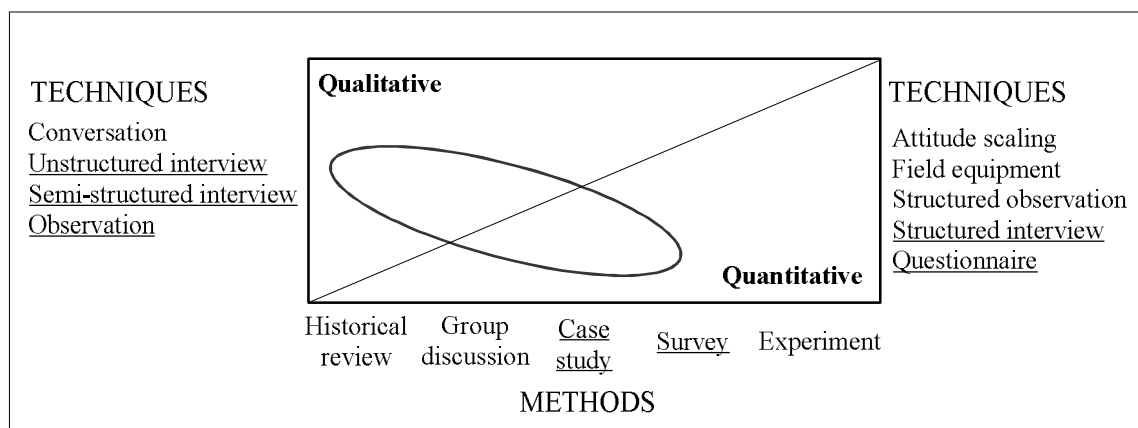 TECHNIQUES
Conversation
Unstructured interview
Semi-structured interview
Observation
Qualitative
Quantitative
TECHNIQUES
Attitude scaling
Field equipment
Structured observation
Structured interview
Questionnaire
Historical
review
Group
discussion
Case
study
Survey
Experiment
METHODS